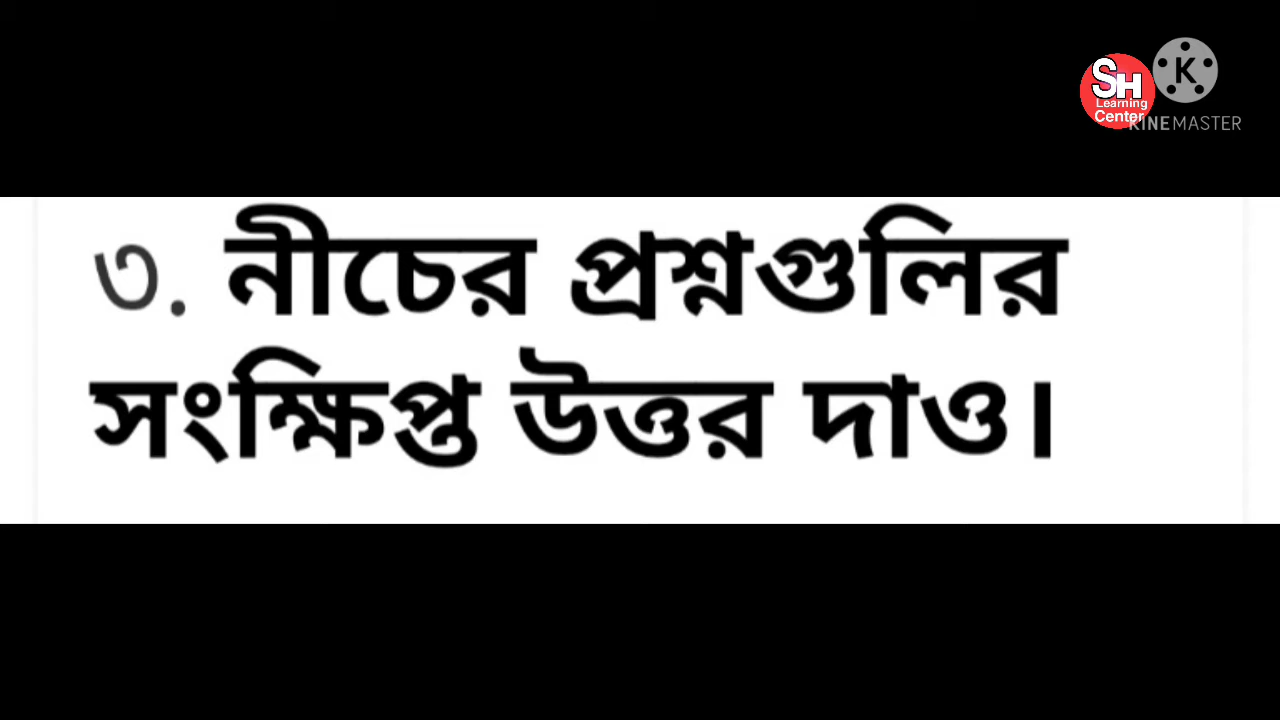 SH
Learning
Center
K
KINEMASTER
৩. নীচের প্রশ্নগুলির
সংক্ষিপ্ত উত্তর দাও।